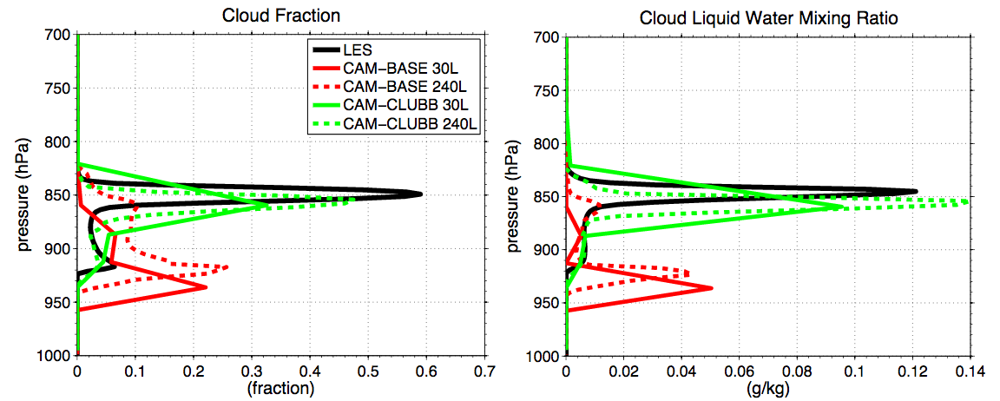 Cloud Fraction
700
750
800
850
900
950
1000
pressure (hPa)
0 0.1 0.2 0.3 0.4 0.5 0.6 0.7
(fraction)
LES
CAM-BASE 30L
CAM-BASE 240L
CAM-CLUBB 30L
CAM-CLUBB 240L
Cloud Liquid Water Mixing Ratio
700
750
800
850
900
950
1000
pressure (hPa)
0 0.02 0.04 0.06 0.08 0.1 0.12 0.14
(g/kg)